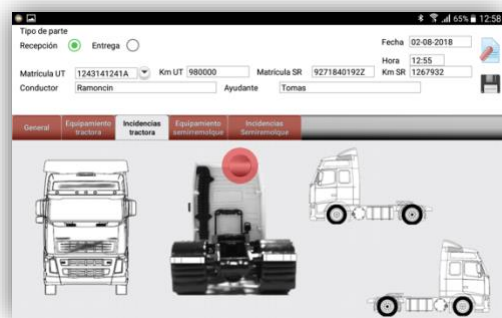 65% 12:58
Tipo de parte
Recepción Entrega
Fecha 02-08-2018
Hora 12:55
Matrícula UT 1243141241A Km UT 980000 Matrícula SR 9271840192Z Km SR 1267932
Conductor Ramoncin Ayudante Tomas
General Equipamiento tractora Incidencias tractora Equipamiento semirremolque Incidencias Semirremolque